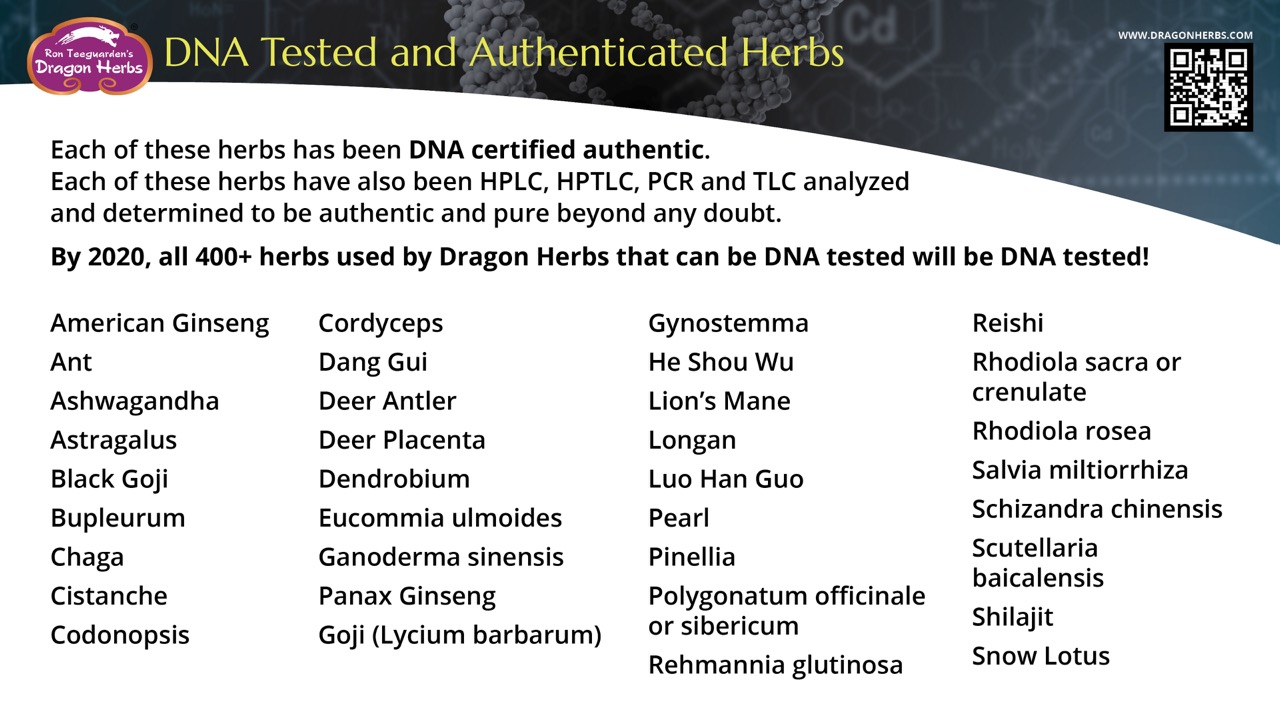 Ron Teeguarden's
Dragon Herbs
DNA Tested and Authenticated Herbs
WWW.DRAGONHERBS.COM
Each of these herbs has been DNA certified authentic.
Each of these herbs have also been HPLC, HPTLC, PCR and TLC analyzed
and determined to be authentic and pure beyond any doubt.
By 2020, all 400+ herbs used by Dragon Herbs that can be DNA tested will be DNA tested!
American Ginseng
Ant
Ashwagandha
Astragalus
Black Goji
Bupleurum
Chaga
Cistanche
Codonopsis
Cordyceps
Dang Gui
Deer Antler
Deer Placenta
Dendrobium
Eucommia ulmoides
Ganoderma sinensis
Panax Ginseng
Goji (Lycium barbarum)
Gynostemma
He Shou Wu
Lion’s Mane
Longan
Luo Han Guo
Pearl
Pinellia
Polygonatum officinale
or sibericum
Rehmannia glutinosa
Reishi
Rhodiola sacra or
crenulate
Rhodiola rosea
Salvia miltiorrhiza
Schizandra chinensis
Scutellaria
baicalensis
Shilajit
Snow Lotus
Cd
Cd
HoN